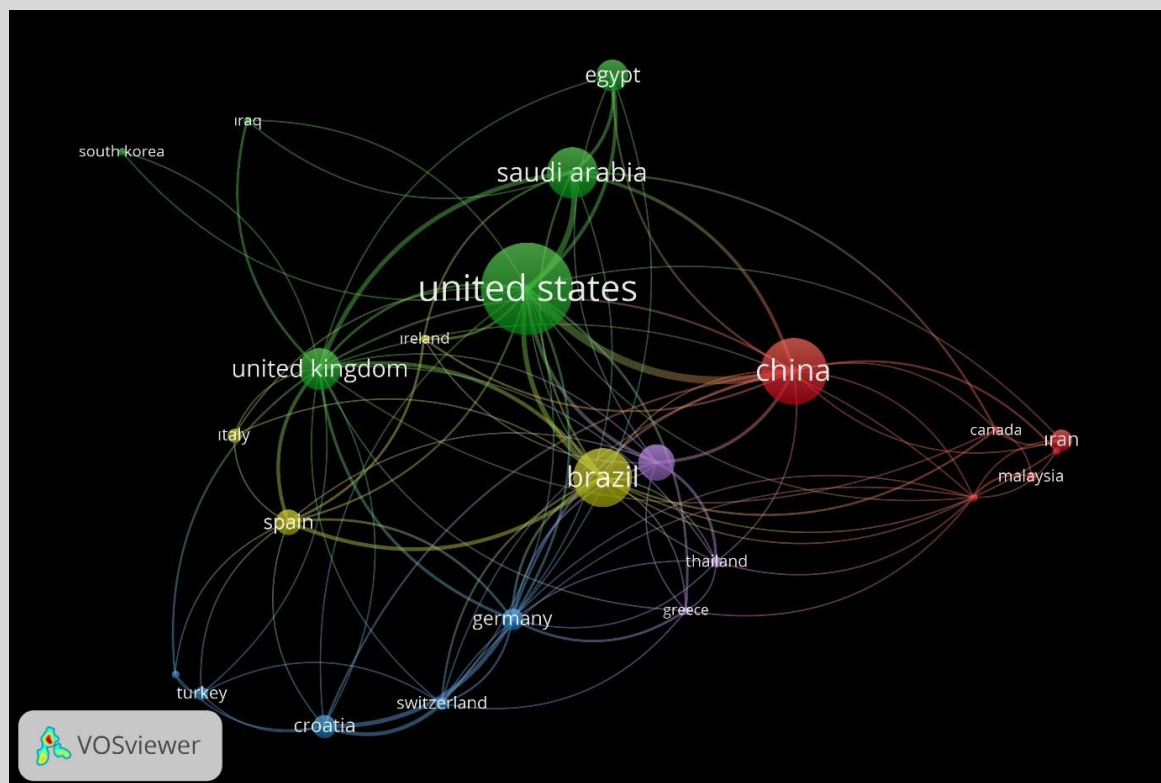 egypt
iraq
south korea
saudi arabia
united states
ireland
united kingdom
china
italy
canada
iran
brazil
malaysia
spain
thailand
greece
germany
turkey
switzerland
croatia
VOSviewer